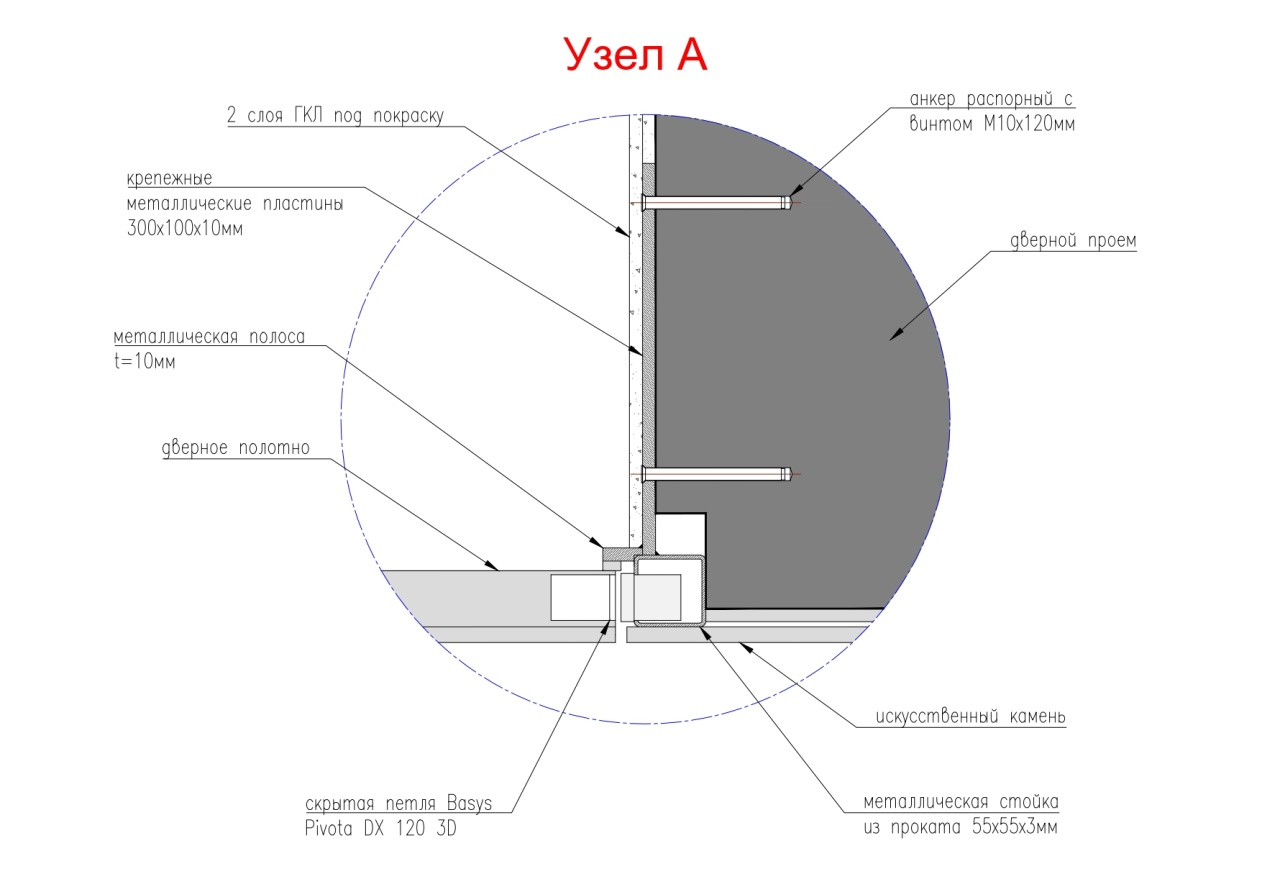 Узел А
2 слоя ГКЛ под покраску
анкер распорный с
винтом М10х120мм
крепежные
металлические пластины
300х100х10мм
дверной проем
металлическая полоса
t=10мм
дверное полотно
искусственный камень
скрытая петля Basys
Pivota DX 120 3D
металлическая стойка
из проката 55х55х3мм